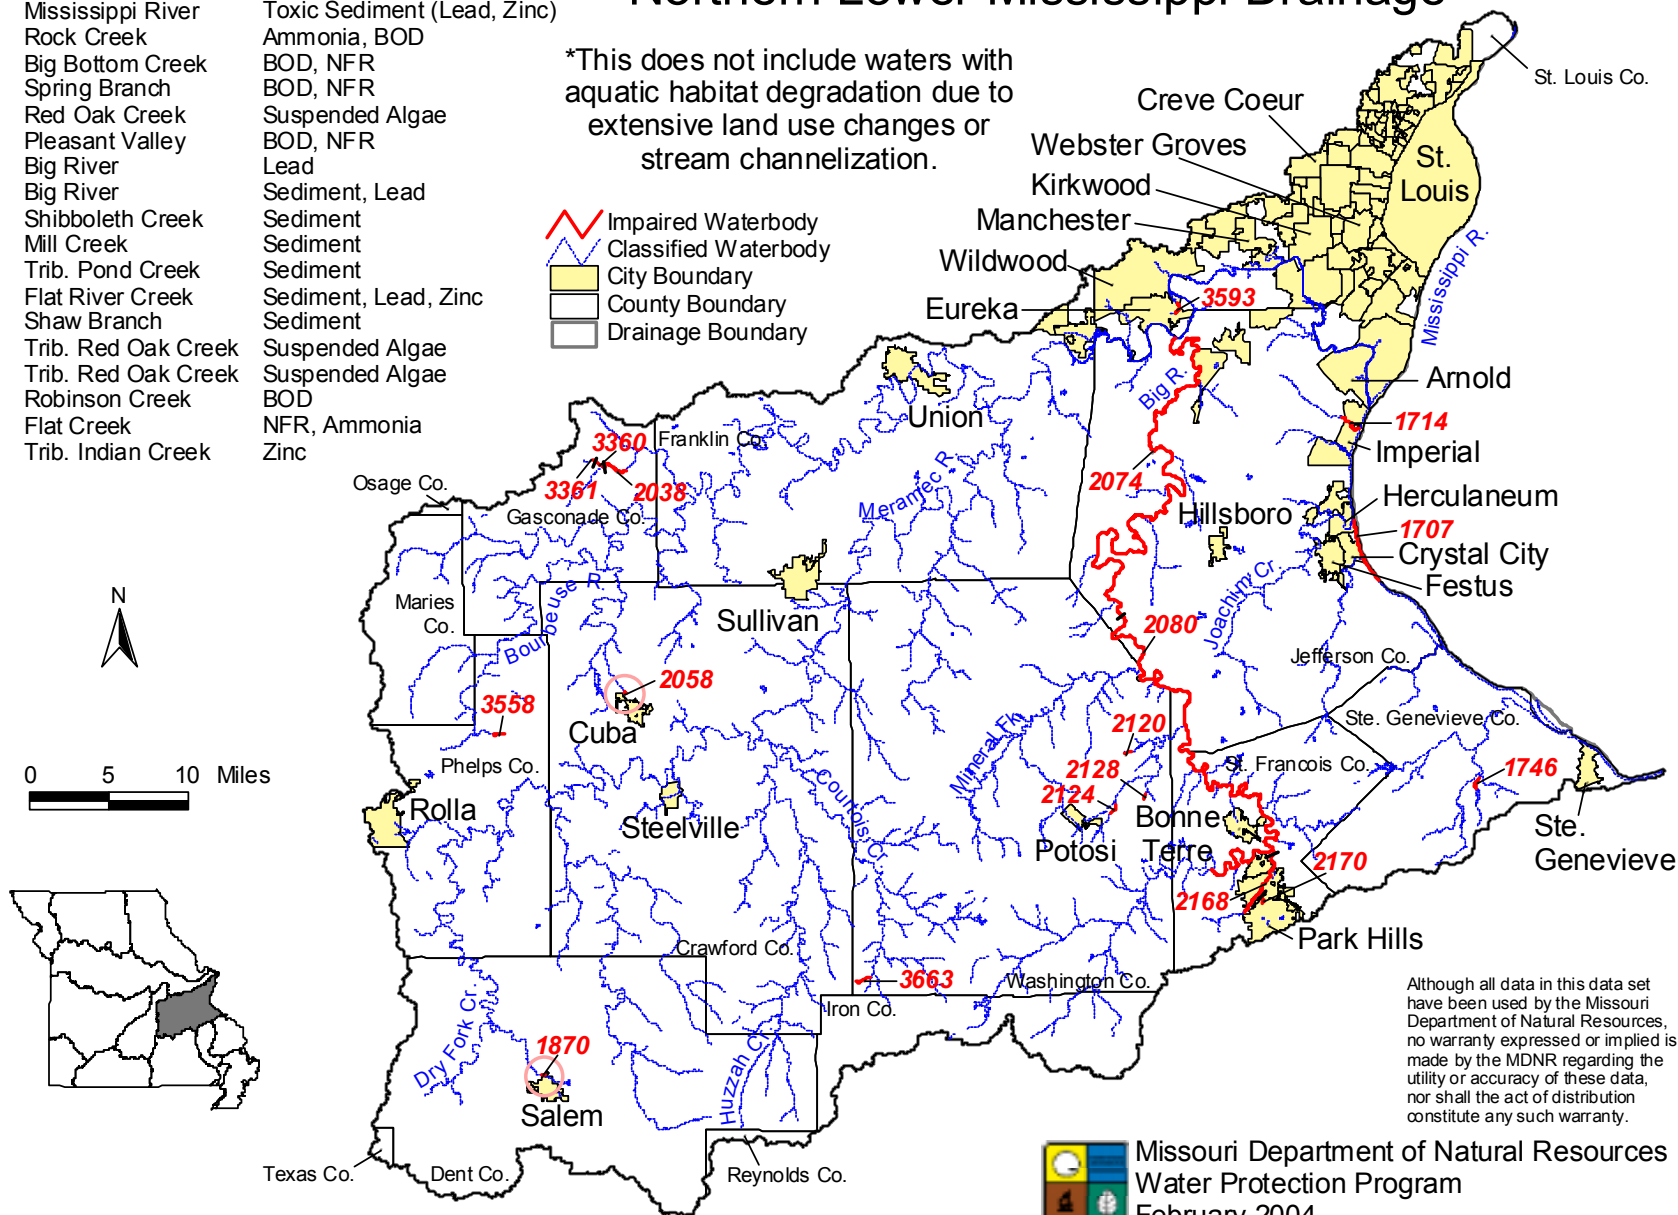 Northern Lower Mississippi Drainage
Mississippi River Toxic Sediment (Lead, Zinc)
Rock Creek Ammonia, BOD
Big Bottom Creek BOD, NFR
Spring Branch BOD, NFR
Red Oak Creek Suspended Algae
Pleasant Valley BOD, NFR
Big River Lead
Big River Sediment, Lead
Shibboleth Creek Sediment
Mill Creek Sediment
Trib. Pond Creek Sediment
Flat River Creek Sediment, Lead, Zinc
Shaw Branch Sediment
Trib. Red Oak Creek Suspended Algae
Trib. Red Oak Creek Suspended Algae
Robinson Creek BOD
Flat Creek NFR, Ammonia
Trib. Indian Creek Zinc
*This does not include waters with
aquatic habitat degradation due to
extensive land use changes or
stream channelization.
Impaired Waterbody
Classified Waterbody
City Boundary
County Boundary
Drainage Boundary
St. Louis Co.
Creve Coeur
Webster Groves
Kirkwood
Manchester
Wildwood
Eureka
St.
Louis
Mississippi R.
3593
Big R.
Arnold
1714
Imperial
Union
Franklin Co.
3360
3361
2038
Osage Co.
Gasconade Co.
Meramec R.
2074
Hillsboro
Herculaneum
1707
Crystal City
Festus
Joachim Cr.
N
Maries
Co.
Bourbeuse R.
Sullivan
2080
Jefferson Co.
2058
3558
Cuba
Ste. Genevieve Co.
2120
Mineral Fk.
0 5 10 Miles
Phelps Co.
2128
St. Francois Co.
1746
2124
Rolla
Steelville
Courtois Cr.
Potosi
Bonne
Terre
Ste.
Genevieve
2170
2168
Park Hills
Crawford Co.
3663
Washington Co.
Iron Co.
Dry Fork Cr.
1870
Huzzah Cr.
Salem
Texas Co.
Dent Co.
Reynolds Co.
Although all data in this data set
have been used by the Missouri
Department of Natural Resources,
no warranty expressed or implied is
made by the MDNR regarding the
utility or accuracy of these data,
nor shall the act of distribution
constitute any such warranty.
Missouri Department of Natural Resources
Water Protection Program
February 2004